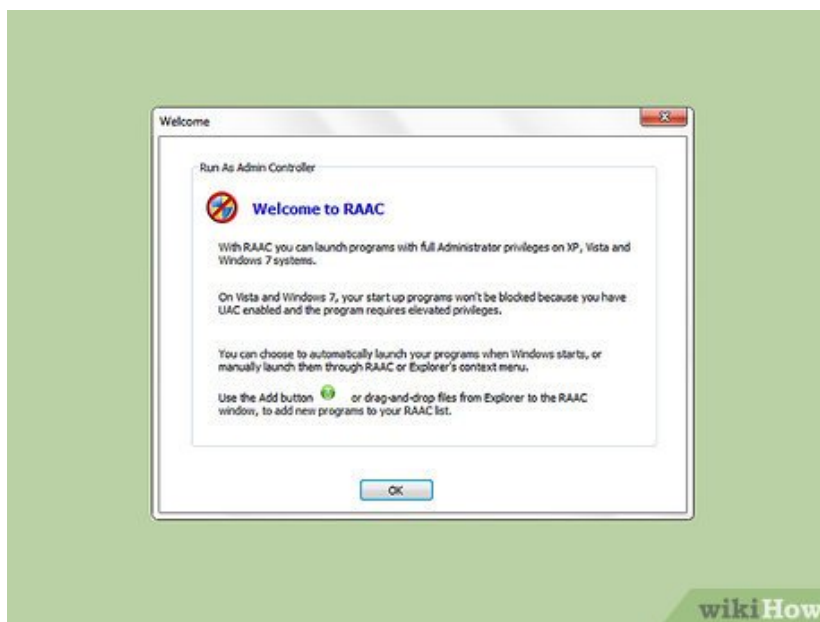 Welcome
Run As Admin Controller
Welcome to RAAC
With RAAC you can launch programs with full Administrator privileges on XP, Vista and
Windows 7 systems.
On Vista and Windows 7, your start up programs won't be blocked because you have
UAC enabled and the program requires elevated privileges.
You can choose to automatically launch your programs when Windows starts, or
manually launch them through RAAC or Explorer's context menu.
Use the Add button or drag-and-drop files from Explorer to the RAAC
window, to add new programs to your RAAC list.
OK
wikiHow